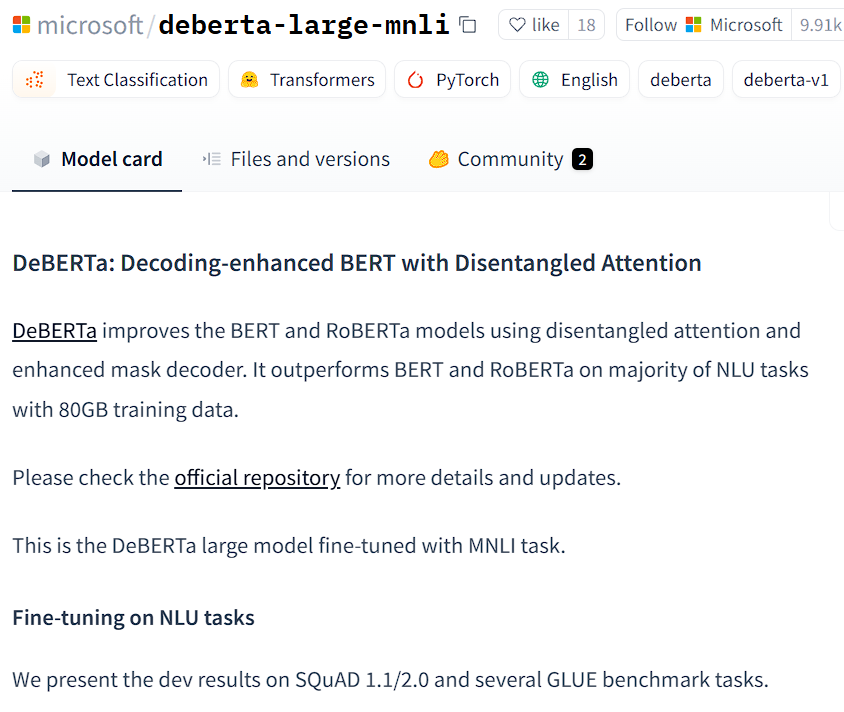 microsoft/deberta-large-mnli like 18 Follow Microsoft 9.91k
Text Classification Transformers PyTorch English deberta deberta-v1
Model card Files and versions Community 2
DeBERTa: Decoding-enhanced BERT with Disentangled Attention
DeBERTa improves the BERT and RoBERTa models using disentangled attention and
enhanced mask decoder. It outperforms BERT and RoBERTa on majority of NLU tasks
with 80GB training data.
Please check the official repository for more details and updates.
This is the DeBERTa large model fine-tuned with MNLI task.
Fine-tuning on NLU tasks
We present the dev results on SQuAD 1.1/2.0 and several GLUE benchmark tasks.